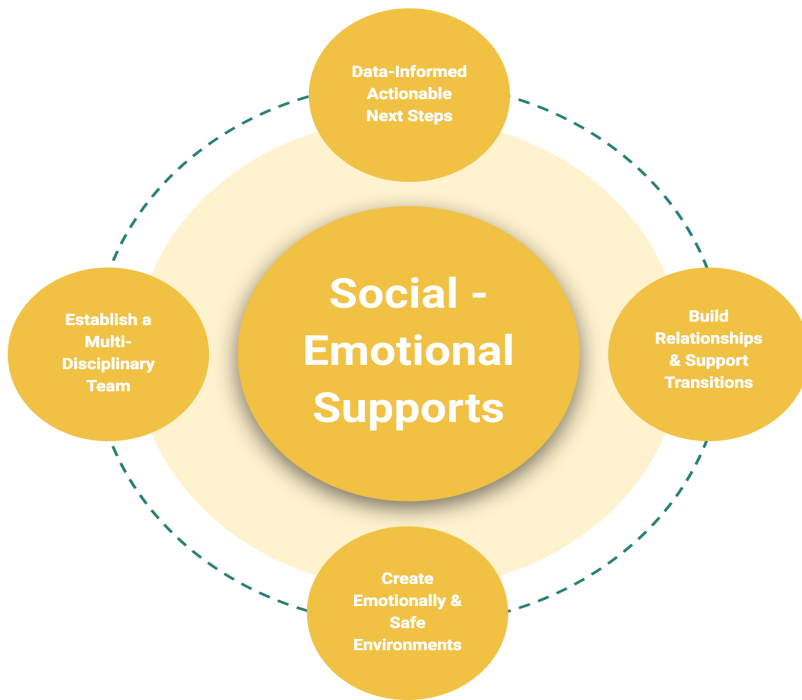 Data-Informed
Actionable
Next Steps
Social -
Emotional
Supports
Establish a
Multi-
Disciplinary
Team
Build
Relationships
& Support
Transitions
Create
Emotionally &
Safe
Environments